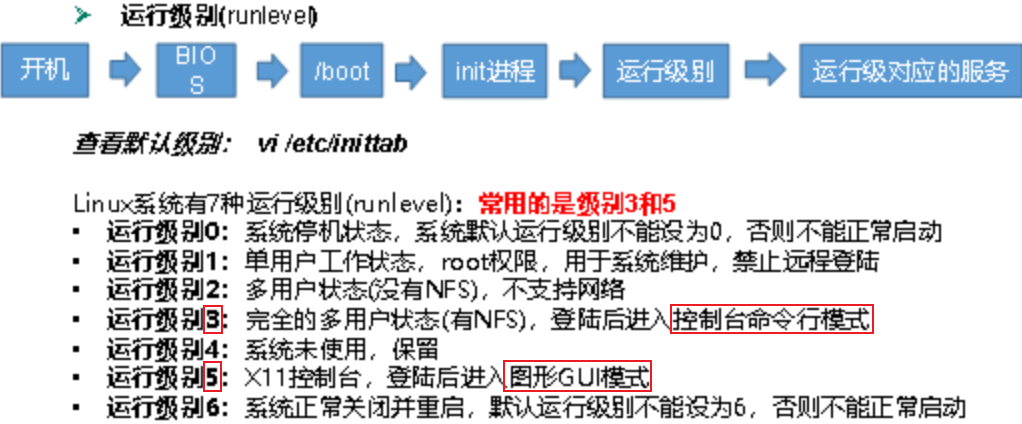 运行级别(runlevel)
开机 BIOS /boot init进程 运行级别 运行级对应的服务
查看默认级别： vi /etc/inittab
Linux系统有7种运行级别(runlevel)：常用的是级别3和5
运行级别0：系统停机状态，系统默认运行级别不能设为0，否则不能正常启动
运行级别1：单用户工作状态，root权限，用于系统维护，禁止远程登陆
运行级别2：多用户状态(没有NFS)，不支持网络
运行级别3：完全的多用户状态(有NFS)，登陆后进入控制台命令行模式
运行级别4：系统未使用，保留
运行级别5：X11控制台，登陆后进入图形GUI模式
运行级别6：系统正常关闭并重启，默认运行级别不能设为6，否则不能正常启动